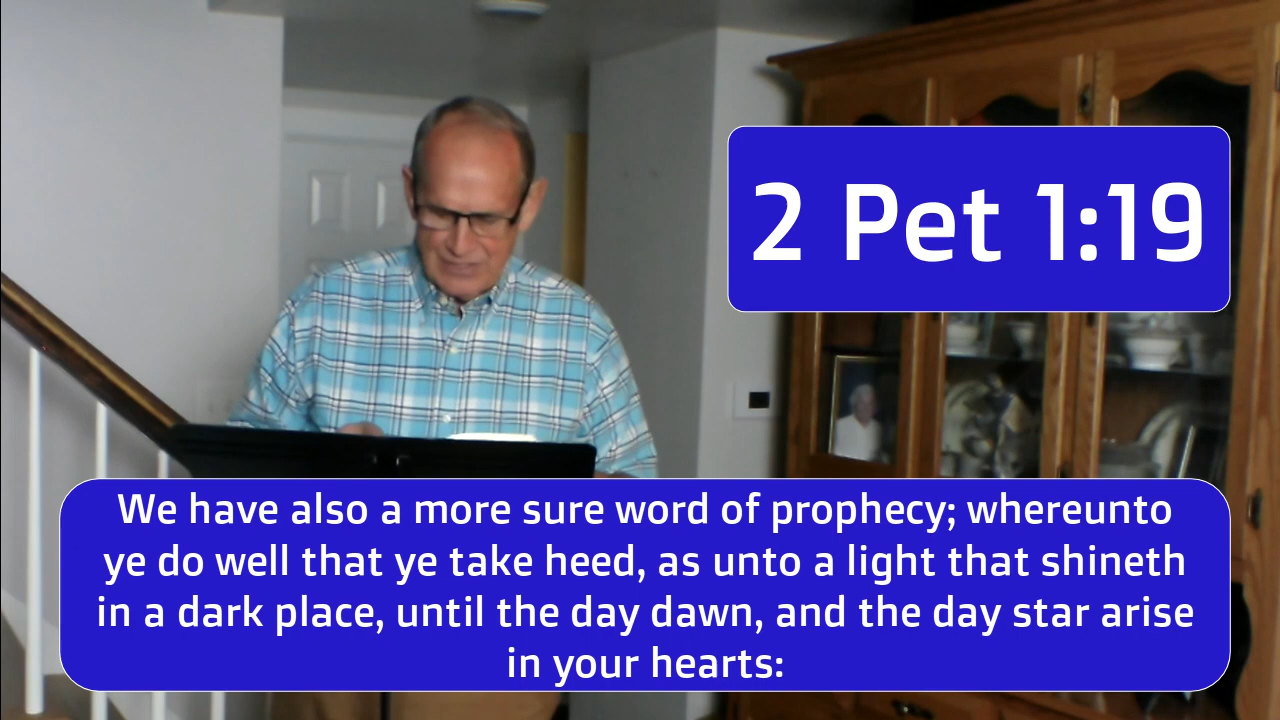 2 Pet 1:19
We have also a more sure word of prophecy; whereunto
ye do well that ye take heed, as unto a light that shineth
in a dark place, until the day dawn, and the day star arise
in your hearts: